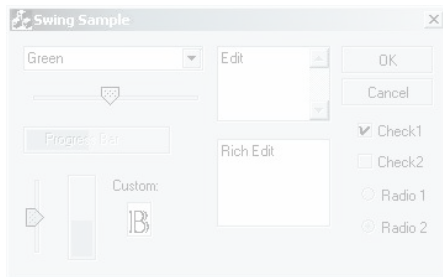 Swing Sample
Green
Edit
OK
Cancel
Progress Bar
Rich Edit
Check1
Check2
Custom:
B
Radio 1
Radio 2